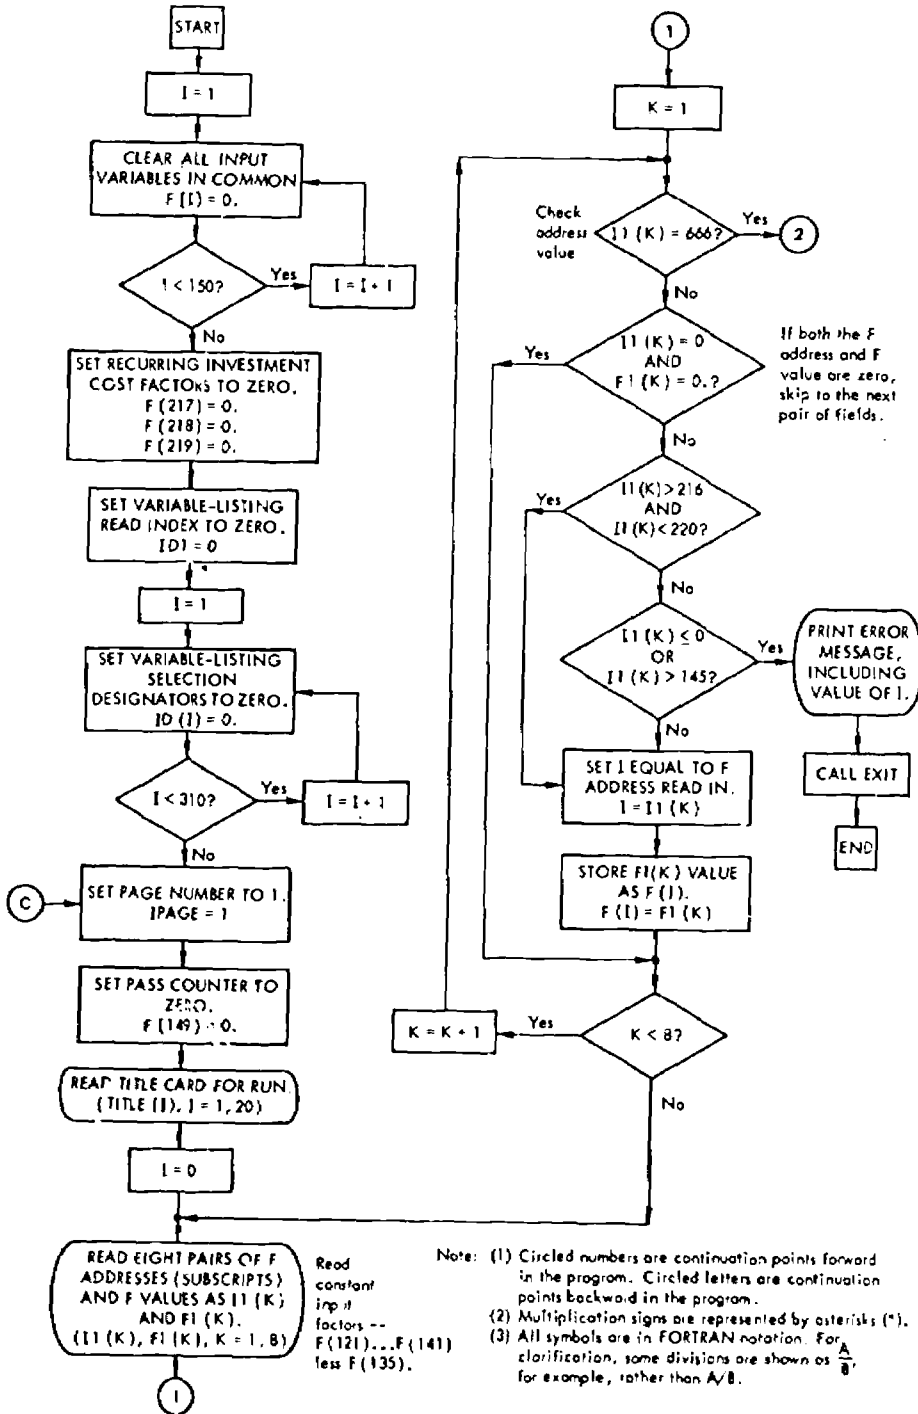 START
I = 1
CLEAR ALL INPUT
VARIABLES IN COMMON
F (I) = 0.
I < 150?
Yes
I = I + 1
No
SET RECURRING INVESTMENT
COST FACTORS TO ZERO.
F (217) = 0.
F (218) = 0.
F (219) = 0.
SET VARIABLE-LISTING
READ INDEX TO ZERO.
ID1 = 0
I = 1
SET VARIABLE-LISTING
SELECTION
DESIGNATORS TO ZERO.
ID (I) = 0.
I < 310?
Yes
I = I + 1
No
C
SET PAGE NUMBER TO 1.
IPAGE = 1
SET PASS COUNTER TO
ZERO.
F (149) = 0.
READ TITLE CARD FOR RUN.
(TITLE (I), I = 1, 20)
I = 0
READ EIGHT PAIRS OF F
ADDRESSES (SUBSCRIPTS)
AND F VALUES AS I1 (K)
AND F1 (K).
(I1 (K), F1 (K), K = 1, 8)
Read
constant
input
factors --
F (121)...F (141)
less F (135).
1
1
K = 1
Check
address
value
I1 (K) = 666?
Yes
2
No
I1 (K) = 0
AND
F1 (K) = 0.?
Yes
If both the F
address and F
value are zero,
skip to the next
pair of fields.
No
I1 (K) > 216
AND
I1 (K) < 220?
Yes
No
I1 (K) ≤ 0
OR
I1 (K) > 145?
Yes
PRINT ERROR
MESSAGE,
INCLUDING
VALUE OF I.
CALL EXIT
END
No
SET I EQUAL TO F
ADDRESS READ IN.
I = I1 (K)
STORE F1(K) VALUE
AS F (I).
F (I) = F1 (K)
K < 8?
Yes
K = K + 1
No
Note: (1) Circled numbers are continuation points forward
in the program. Circled letters are continuation
points backward in the program.
(2) Multiplication signs are represented by asterisks (*).
(3) All symbols are in FORTRAN notation. For
clarification, some divisions are shown as A/B,
for example, rather than A/B.